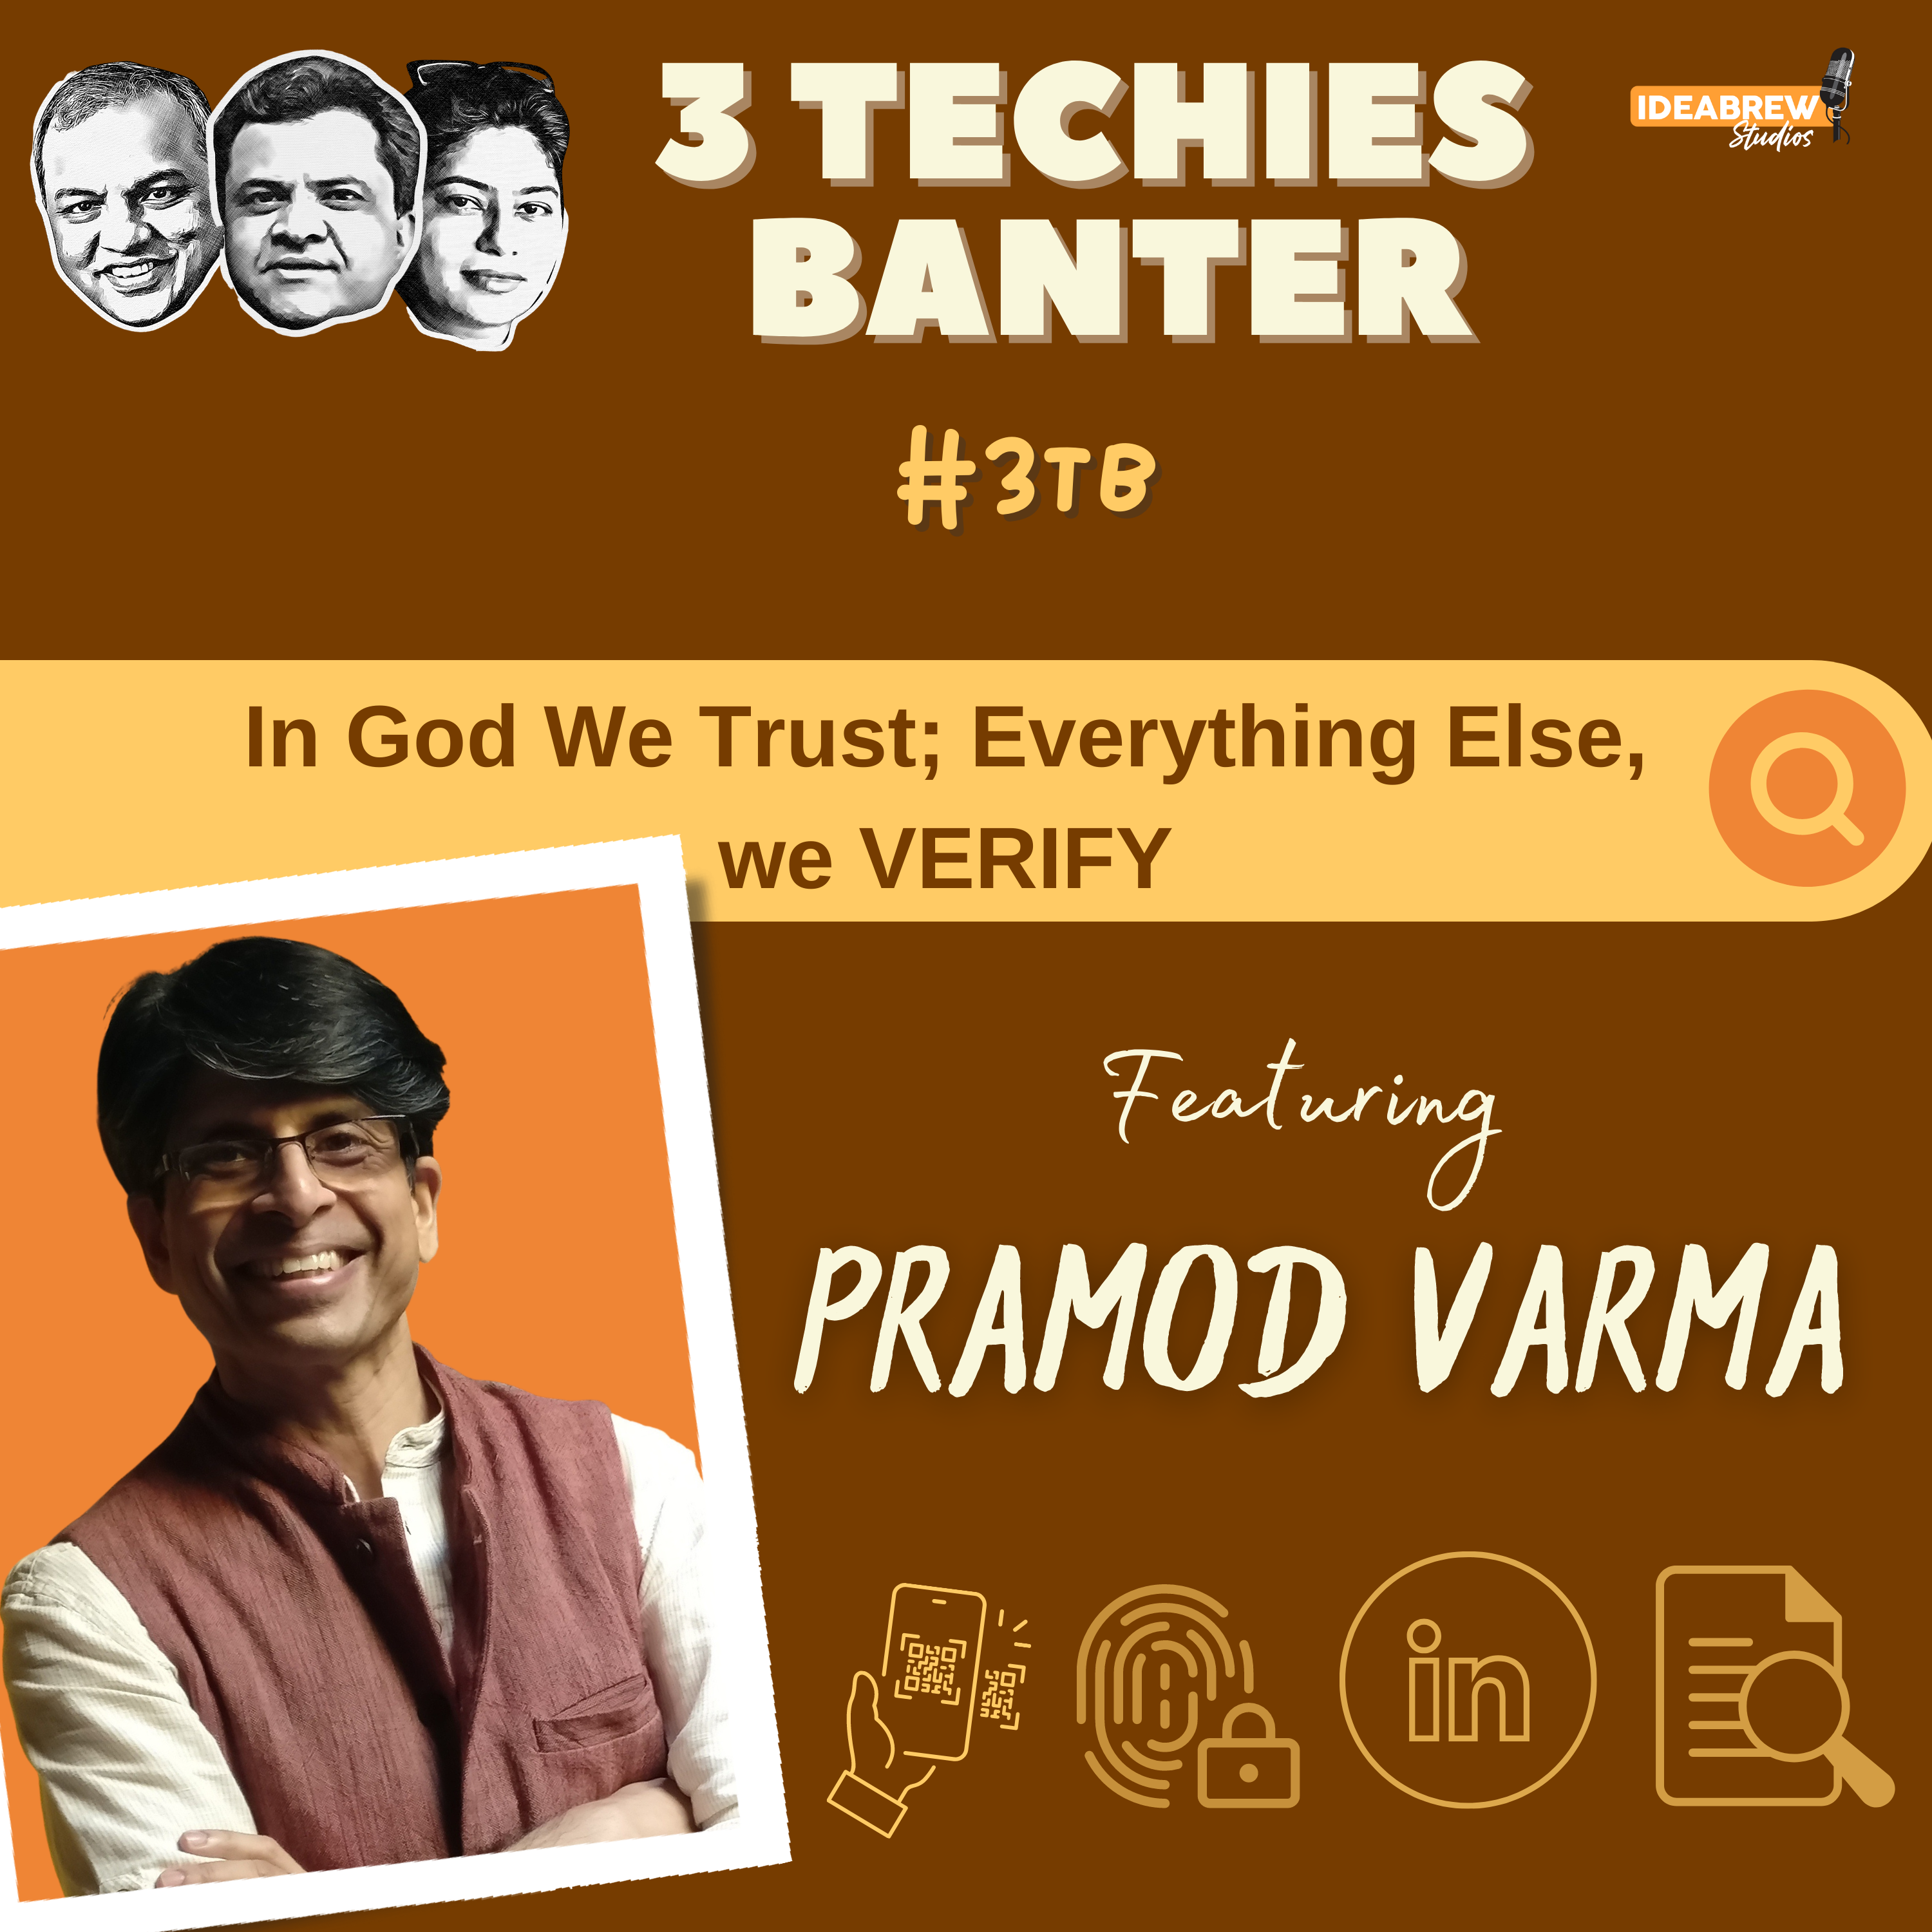 3 TECHIES
BANTER
IDEABREW
Studios
#3TB
In God We Trust; Everything Else,
we VERIFY
Featuring
PRAMOD VARMA
in